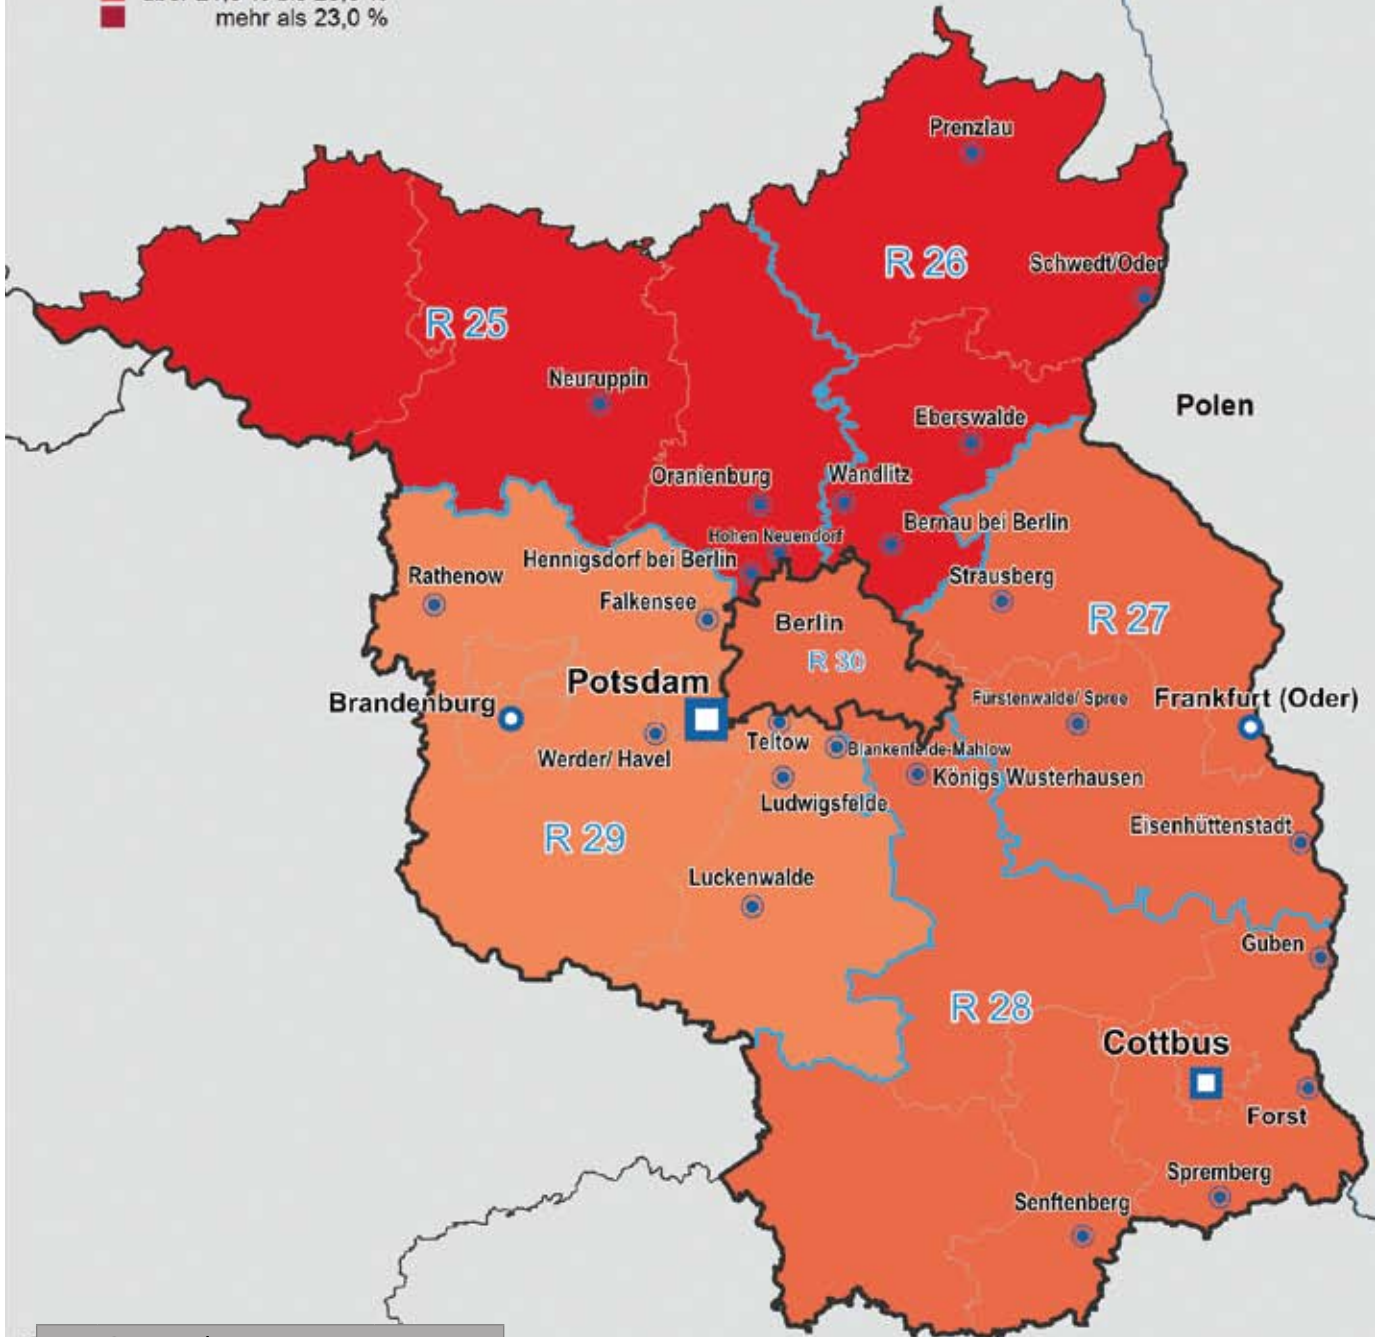 mehr als 23,0 %
Prenzlau
R 26
Schwedt/Oder
R 25
Neuruppin
Polen
Eberswalde
Oranienburg
Wandlitz
Hohen Neuendorf
Bernau bei Berlin
Hennigsdorf bei Berlin
Rathenow
Strausberg
Falkensee
Berlin
R 27
R 30
Potsdam
Brandenburg
Fürstenwalde/ Spree
Frankfurt (Oder)
Teltow
Blankenfelde-Mahlow
Werder/ Havel
Königs Wusterhausen
Ludwigsfelde
R 29
Eisenhüttenstadt
Luckenwalde
Guben
R 28
Cottbus
Forst
Spremberg
Senftenberg